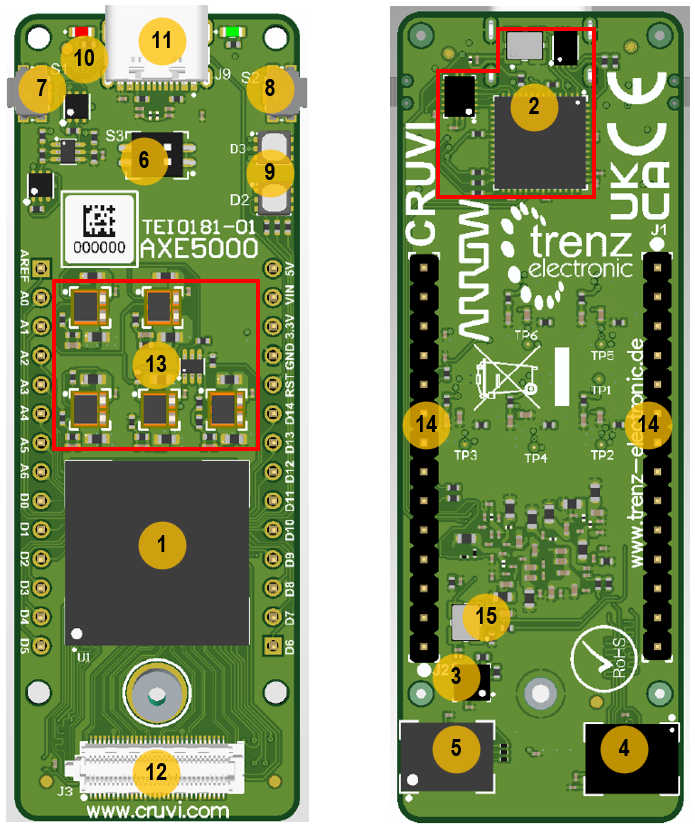 11
10
S1
J9
S2
7
8
S3
6
D3
9
D2
000000
TEI0181-01
AXE5000
AREF
A0
A1
A2
A3
A4
A5
A6
D0
D1
D2
D3
D4
D5
5V
VIN
3.3V
GND
RST
D14
D13
D12
D11
D10
D9
D8
D7
D6
13
1
U1
12
J3
www.cruvi.com
2
CRUVI
ARROW
UK
CA
CE
J1
trenz
electronic
TP6
TP5
TP1
14
14
TP3
TP4
TP2
www.trenz-electronic.de
15
RoHS
J2
3
5
4